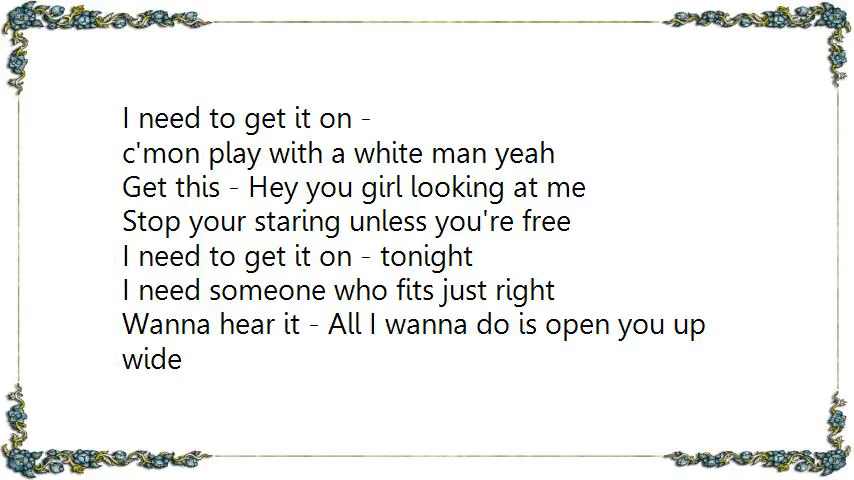 I need to get it on -
c'mon play with a white man yeah
Get this - Hey you girl looking at me
Stop your staring unless you're free
I need to get it on - tonight
I need someone who fits just right
Wanna hear it - All I wanna do is open you up
wide